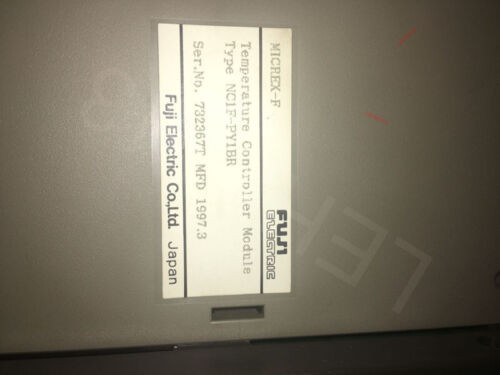 MICREX-F
FUJI
ELECTRIC
Temperature Controller Module
Type NC1F-PY1BR
Ser.No. 732367T MFD 1997.3
Fuji Electric Co.,Ltd. Japan